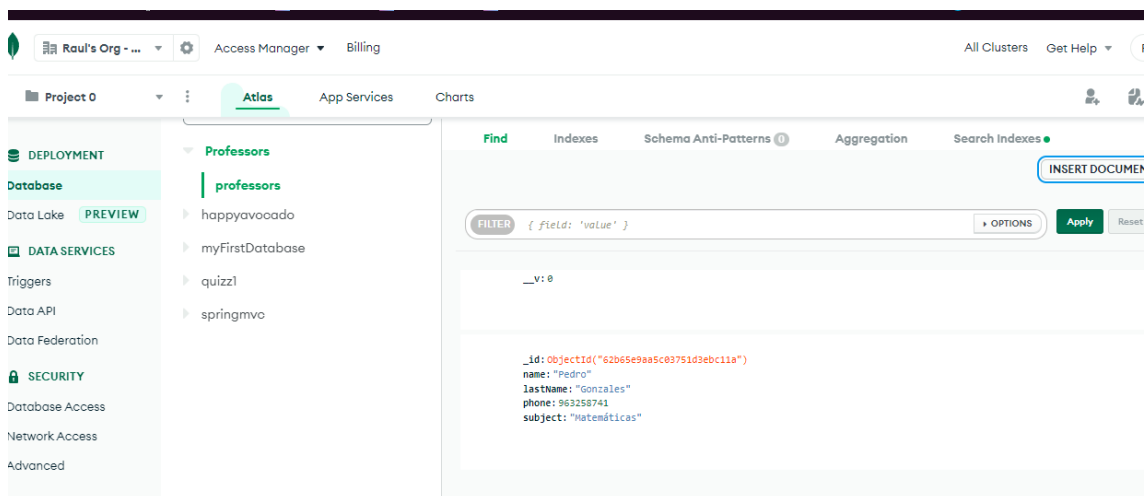 Raul's Org - ... Access Manager Billing All Clusters Get Help
Project 0 Atlas App Services Charts
DEPLOYMENT
Database
Data Lake PREVIEW
DATA SERVICES
Triggers
Data API
Data Federation
SECURITY
Database Access
Network Access
Advanced
Professors
professors
happyavocado
myFirstDatabase
quizz1
springmvc
Find Indexes Schema Anti-Patterns 0 Aggregation Search Indexes
INSERT DOCUMEN
FILTER { field: 'value' } OPTIONS Apply Reset
__v: 0
_id: ObjectId("62b65e9aa5c03751d3ebc11a")
name: "Pedro"
lastName: "Gonzales"
phone: 963258741
subject: "Matemáticas"